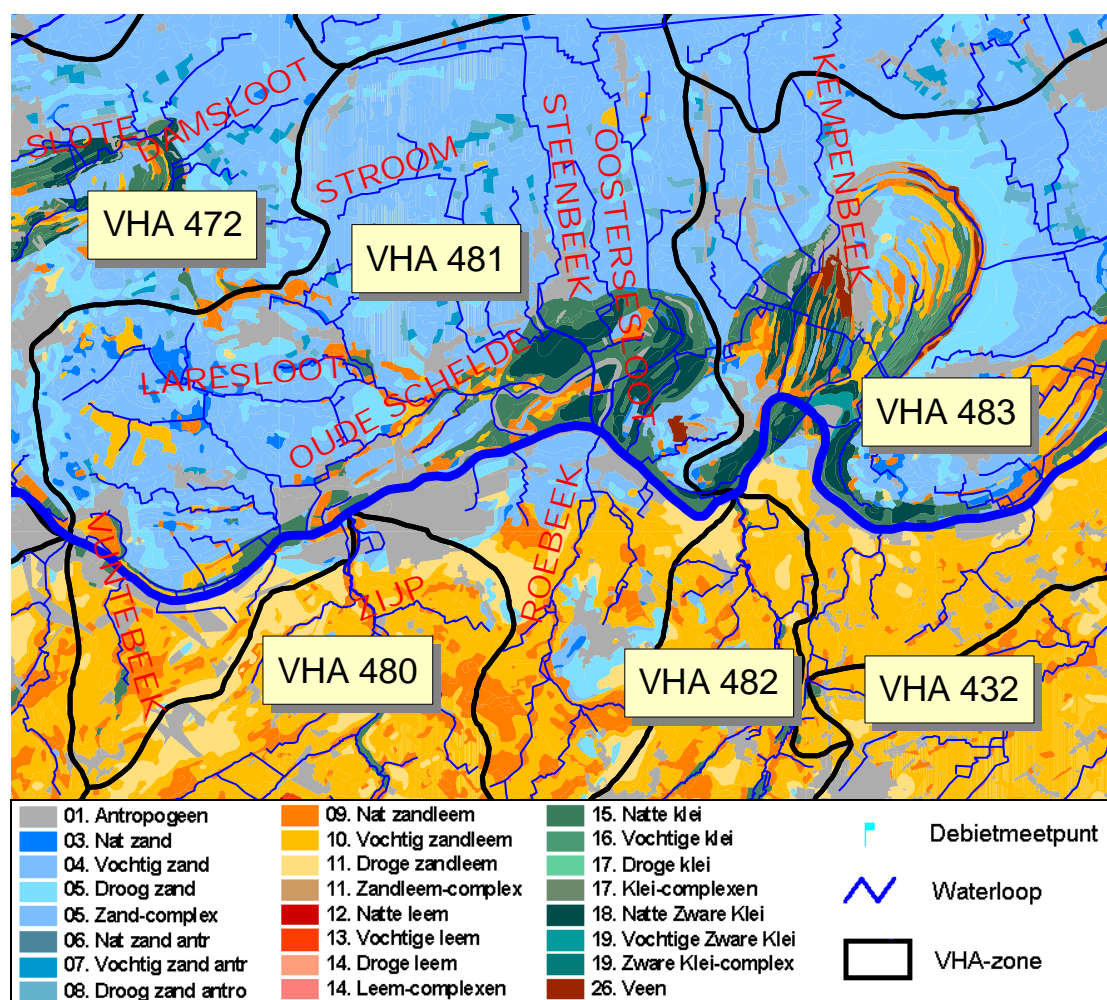 SLOTE
DAMSLOOT
STROOM
STEENBEEK
OOSTERSESLOOT
KEMPENBEEK
VHA 472
VHA 481
LARESLOOT
OUDE SCHELDE
VHA 483
VIJNTEBEEK
ZIJP
ROEBEEK
VHA 480
VHA 482
VHA 432
01. Antropogeen
03. Nat zand
04. Vochtig zand
05. Droog zand
05. Zand-complex
06. Nat zand antr
07. Vochtig zand antr
08. Droog zand antro
09. Nat zandleem
10. Vochtig zandleem
11. Droge zandleem
11. Zandleem-complex
12. Natte leem
13. Vochtige leem
14. Droge leem
14. Leem-complexen
15. Natte klei
16. Vochtige klei
17. Droge klei
17. Klei-complexen
18. Natte Zware Klei
19. Vochtige Zware Klei
19. Zware Klei-complex
26. Veen
Debietmeetpunt
Waterloop
VHA-zone